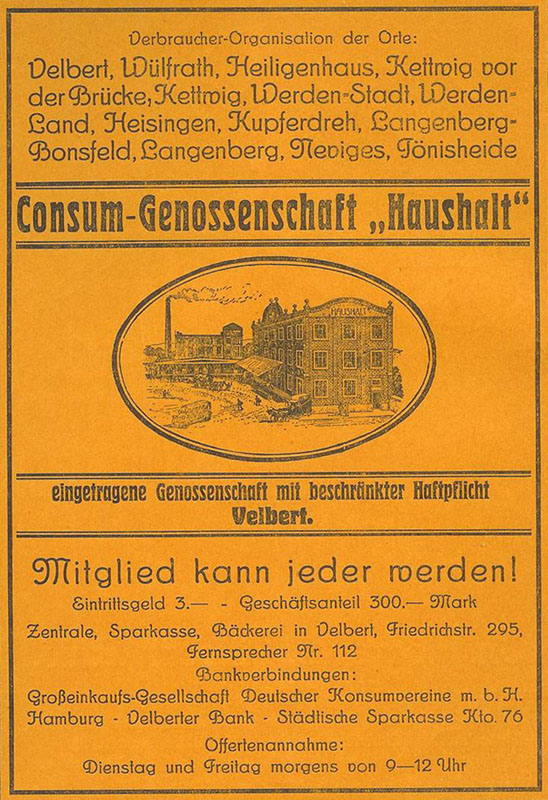 Verbraucher-Organisation der Orte:
Velbert, Wülfrath, Heiligenhaus, Kettwig vor
der Brücke, Kettwig, Werden-Stadt, Werden-
Land, Heisingen, Kupferdreh, Langenberg-
Bonsfeld, Langenberg, Neviges, Tönisheide
Consum-Genossenschaft „Haushalt“
HAUSHALT
eingetragene Genossenschaft mit beschränkter Haftpflicht
Velbert.
Mitglied kann jeder werden!
Eintrittsgeld 3.— - Geschäftsanteil 300.— Mark
Zentrale, Sparkasse, Bäckerei in Velbert, Friedrichstr. 295,
Fernsprecher Nr. 112
Bankverbindungen:
Großeinkaufs-Gesellschaft Deutscher Konsumvereine m. b. H.
Hamburg - Velberter Bank - Städtische Sparkasse Kto. 76
Offertenannahme:
Dienstag und Freitag morgens von 9—12 Uhr